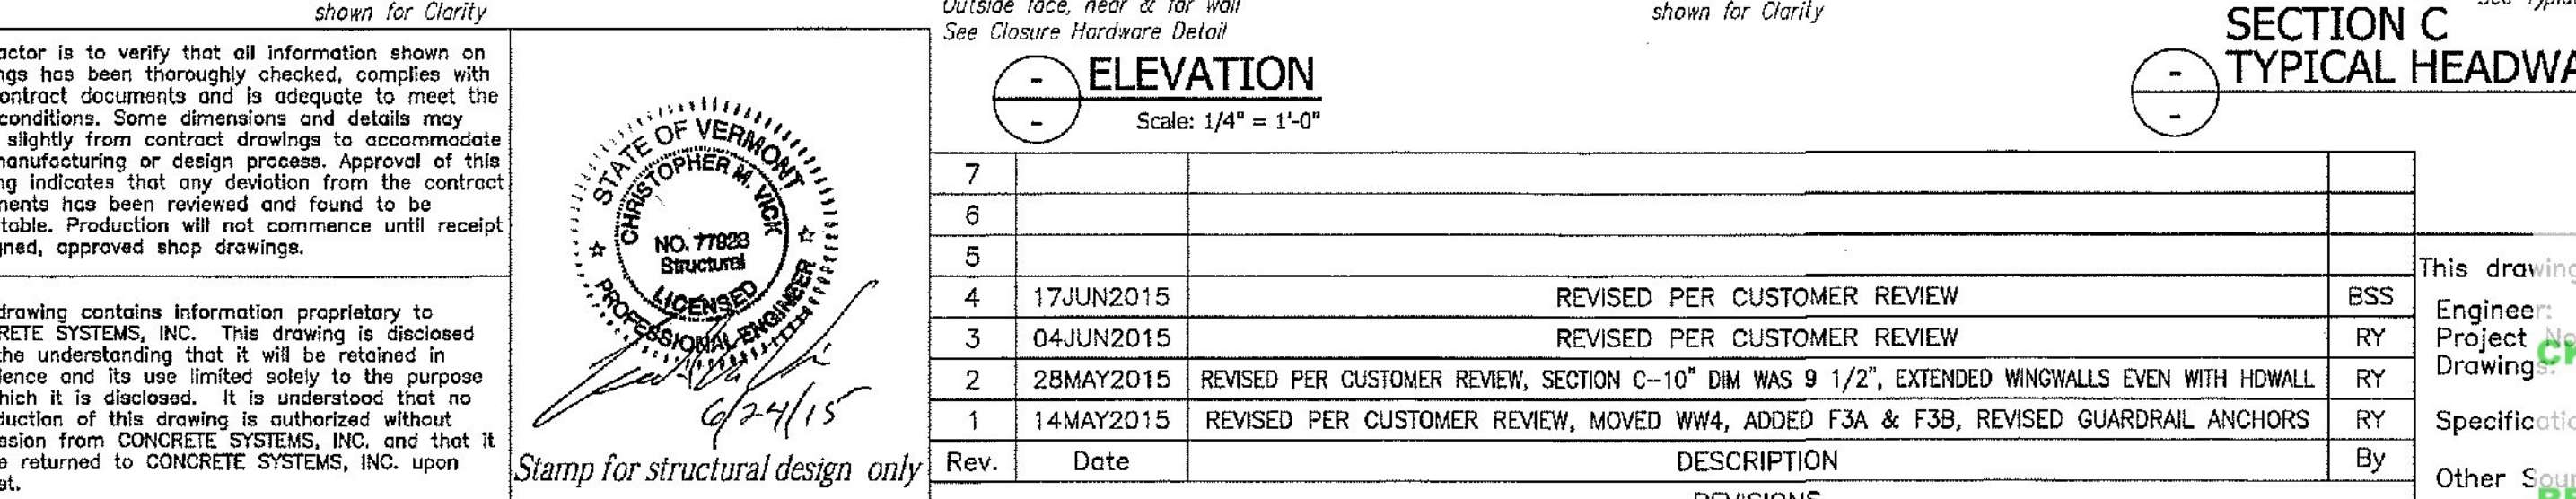 shown for Clarity
actor is to verify that all information shown on
ngs has been thoroughly checked, complies with
ontract documents and is adequate to meet the
conditions. Some dimensions and details may
slightly from contract drawings to accommodate
manufacturing or design process. Approval of this
ng indicates that any deviation from the contract
ments has been reviewed and found to be
table. Production will not commence until receipt
gned, approved shop drawings.
drawing contains information proprietary to
RETE SYSTEMS, INC. This drawing is disclosed
the understanding that it will be retained in
dence and its use limited solely to the purpose
which it is disclosed. It is understood that no
duction of this drawing is authorized without
ssion from CONCRETE SYSTEMS, INC. and that it
e returned to CONCRETE SYSTEMS, INC. upon
st.
STATE OF VERMONT
CHRISTOPHER M. VICK
NO. 77928
Structural
LICENSED
PROFESSIONAL ENGINEER
6/24/15
Stamp for structural design only
Outside face, near & far wall
See Closure Hardware Detail
- ELEVATION
-
Scale: 1/4" = 1'-0"
shown for Clarity
See Typical
SECTION C
- TYPICAL HEADWA
-
7
6
5
4 17JUN2015 REVISED PER CUSTOMER REVIEW BSS
3 04JUN2015 REVISED PER CUSTOMER REVIEW RY
2 28MAY2015 REVISED PER CUSTOMER REVIEW, SECTION C-10" DIM WAS 9 1/2", EXTENDED WINGWALLS EVEN WITH HDWALL RY
1 14MAY2015 REVISED PER CUSTOMER REVIEW, MOVED WW4, ADDED F3A & F3B, REVISED GUARDRAIL ANCHORS RY
Rev. Date DESCRIPTION By
REVISIONS
This drawing
Engineer:
Project No
Drawings:
Specificatio
Other Sou